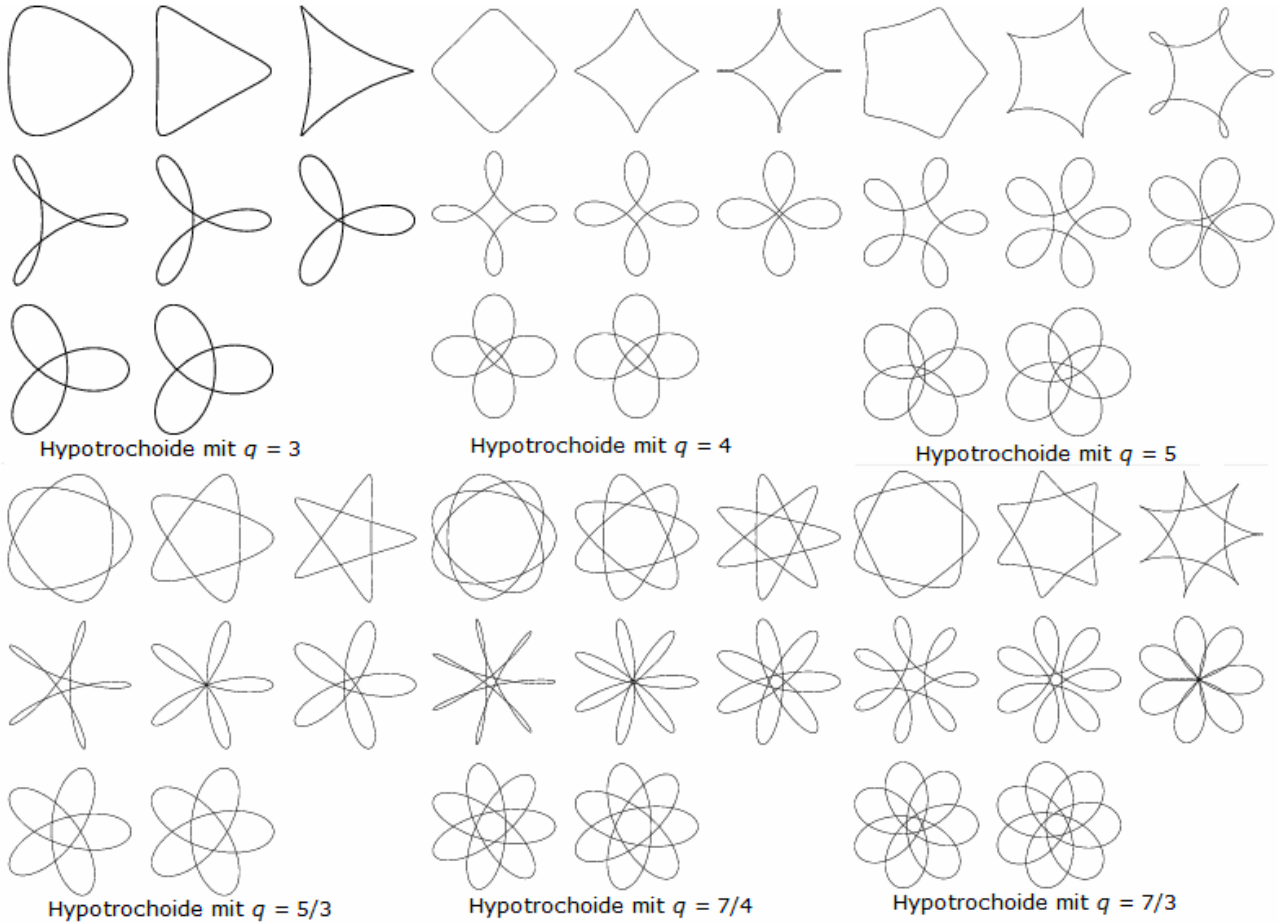 Hypotrochoide mit q = 3
Hypotrochoide mit q = 4
Hypotrochoide mit q = 5
Hypotrochoide mit q = 5/3
Hypotrochoide mit q = 7/4
Hypotrochoide mit q = 7/3